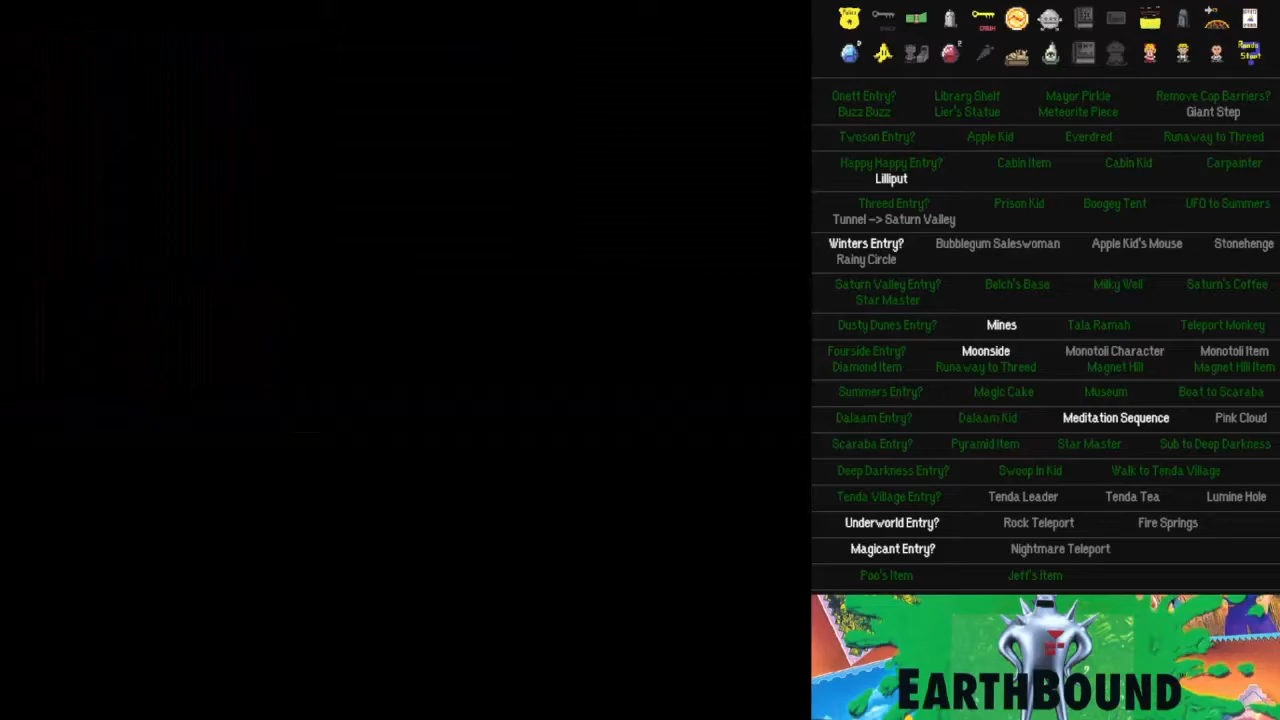 Onett Entry? Library Shelf Mayor Pirkle Remove Cop Barriers?
Buzz Buzz Lier's Statue Meteorite Piece Giant Step
Twoson Entry? Apple Kid Everdred Runaway to Threed
Happy Happy Entry? Cabin Item Cabin Kid Carpainter
Lilliput
Threed Entry? Prison Kid Boogey Tent UFO to Summers
Tunnel -> Saturn Valley
Winters Entry? Bubblegum Saleswoman Apple Kid's Mouse Stonehenge
Rainy Circle
Saturn Valley Entry? Belch's Base Milky Well Saturn's Coffee
Star Master
Dusty Dunes Entry? Mines Tala Ramah Teleport Monkey
Fourside Entry? Moonside Monotoli Character Monotoli Item
Diamond Item Runaway to Threed Magnet Hill Magnet Hill Item
Summers Entry? Magic Cake Museum Boat to Scaraba
Dalaam Entry? Dalaam Kid Meditation Sequence Pink Cloud
Scaraba Entry? Pyramid Item Star Master Sub to Deep Darkness
Deep Darkness Entry? Swoop In Kid Walk to Tenda Village
Tenda Village Entry? Tenda Leader Tenda Tea Lumine Hole
Underworld Entry? Rock Teleport Fire Springs
Magicant Entry? Nightmare Teleport
Poo's Item Jeff's Item
EARTHBOUND